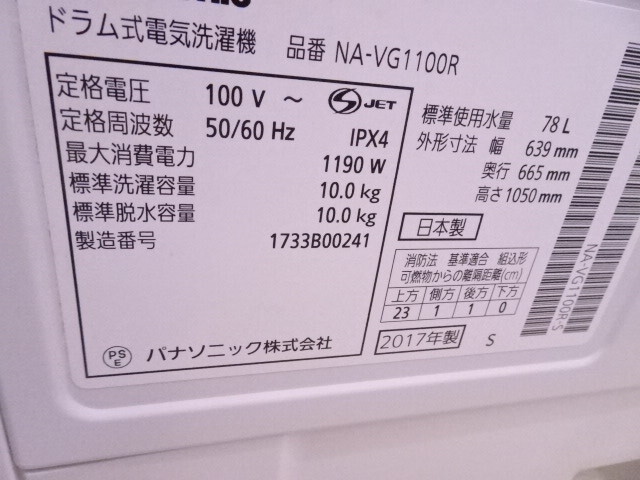 ドラム式電気洗濯機 品番 NA-VG1100R
定格電圧 100 V ～ S JET
定格周波数 50/60 Hz IPX4
最大消費電力 1190 W
標準洗濯容量 10.0 kg
標準脱水容量 10.0 kg
製造番号 1733B00241
PSE パナソニック株式会社
標準使用水量 78 L
外形寸法 幅 639 mm
奥行 665 mm
高さ 1050 mm
日本製
消防法 基準適合 組込形
可燃物からの離隔距離(cm)
上方 側方 後方 下方
23 1 1 0
2017年製 S
NA-VG1100R-S